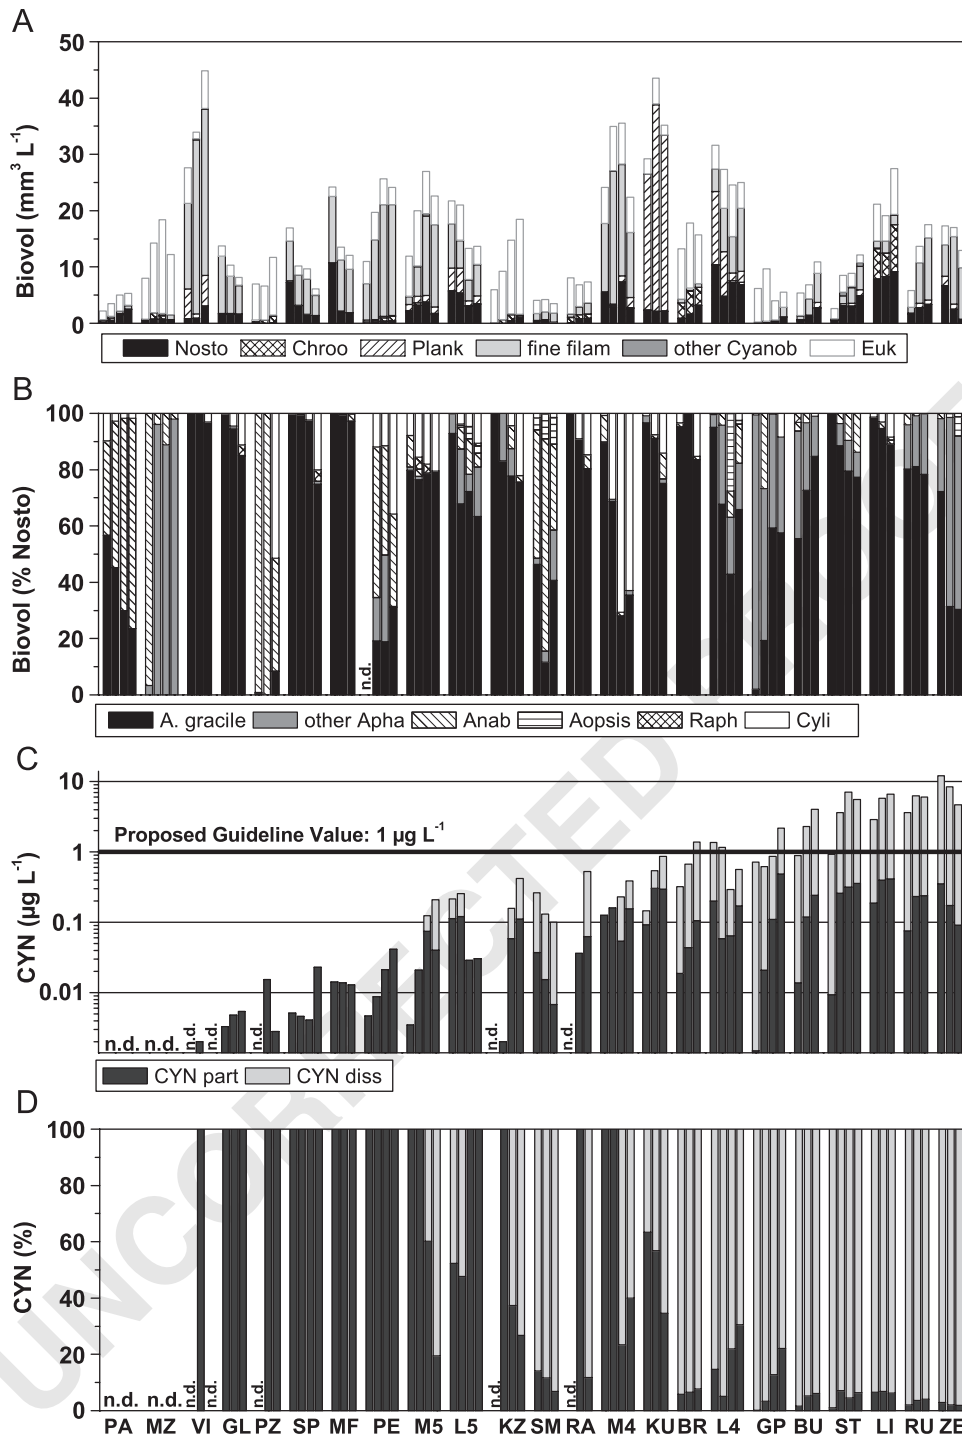 A
50
40
30
20
10
0
Biovol (mm³ L⁻¹)
Nosto Chroo Plank fine filam other Cyanob Euk
B
100
80
60
40
20
0
Biovol (% Nosto)
n.d.
A. gracile other Apha Anab Aopsis Raph Cyli
C
10
1
0.1
0.01
CYN (µg L⁻¹)
Proposed Guideline Value: 1 µg L⁻¹
n.d. n.d. n.d. n.d. n.d. n.d. n.d.
CYN part CYN diss
D
100
80
60
40
20
0
CYN (%)
n.d. n.d. n.d. n.d. n.d. n.d. n.d.
PA MZ VI GL PZ SP MF PE M5 L5 KZ SM RA M4 KU BR L4 GP BU ST LI RU ZE
UNCORRECTED PROOF